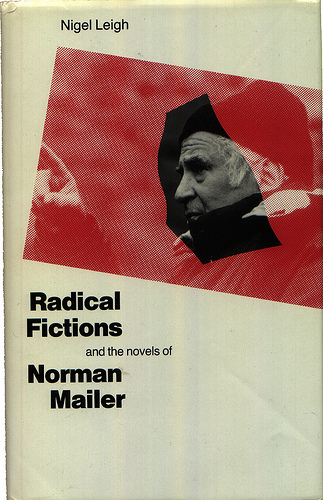 Nigel Leigh
Radical
Fictions
and the novels of
Norman
Mailer